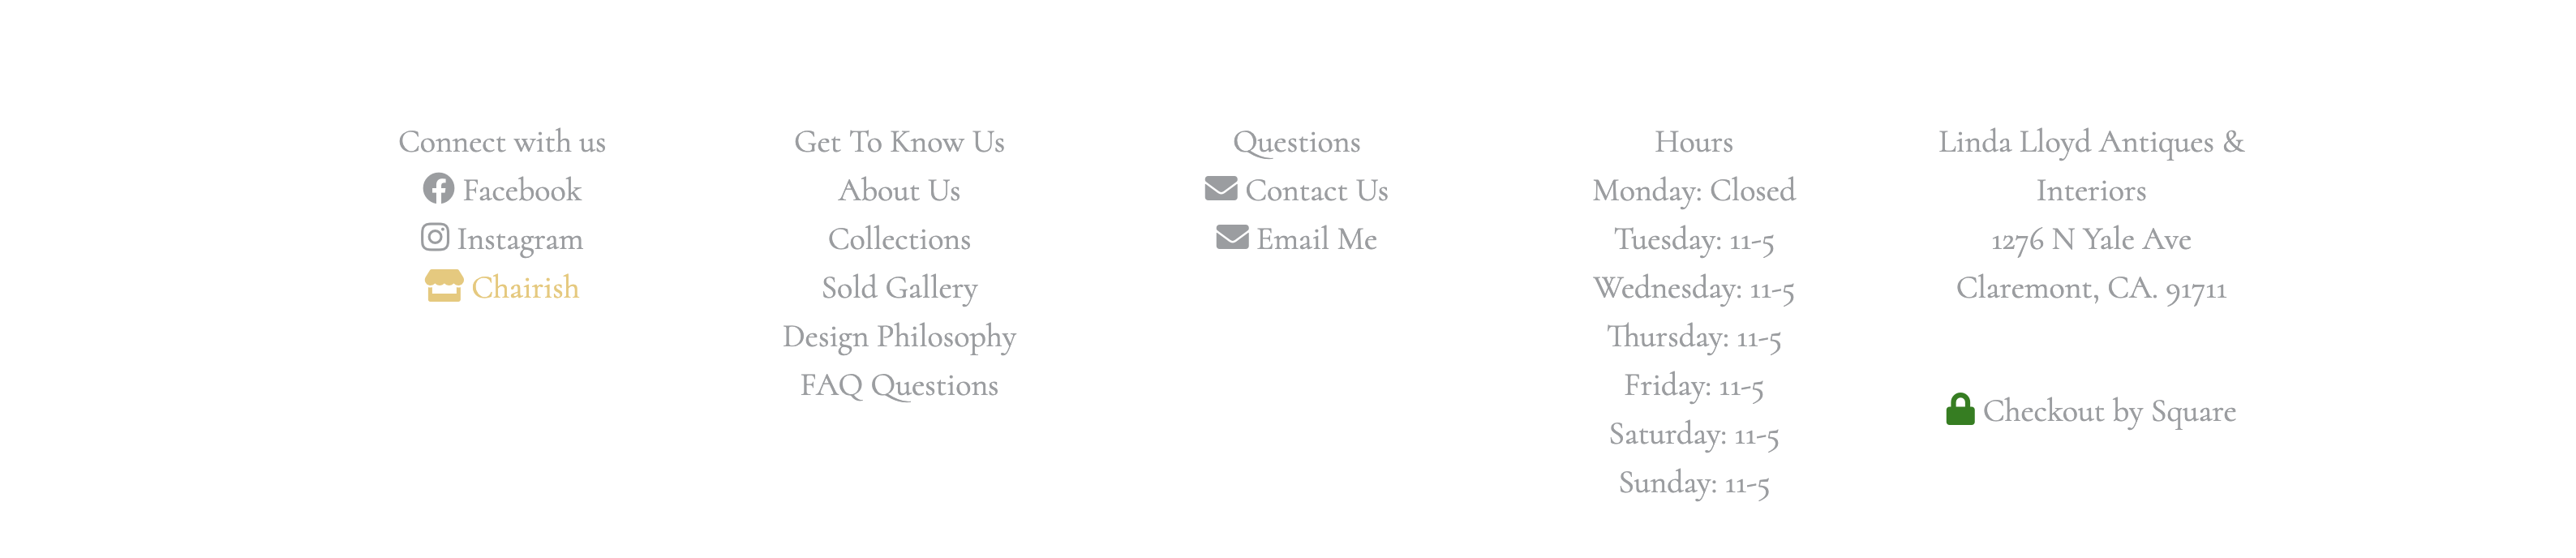 Connect with us
Facebook
Instagram
Chairish
Get To Know Us
About Us
Collections
Sold Gallery
Design Philosophy
FAQ Questions
Questions
Contact Us
Email Me
Hours
Monday: Closed
Tuesday: 11-5
Wednesday: 11-5
Thursday: 11-5
Friday: 11-5
Saturday: 11-5
Sunday: 11-5
Linda Lloyd Antiques &
Interiors
1276 N Yale Ave
Claremont, CA. 91711
Checkout by Square